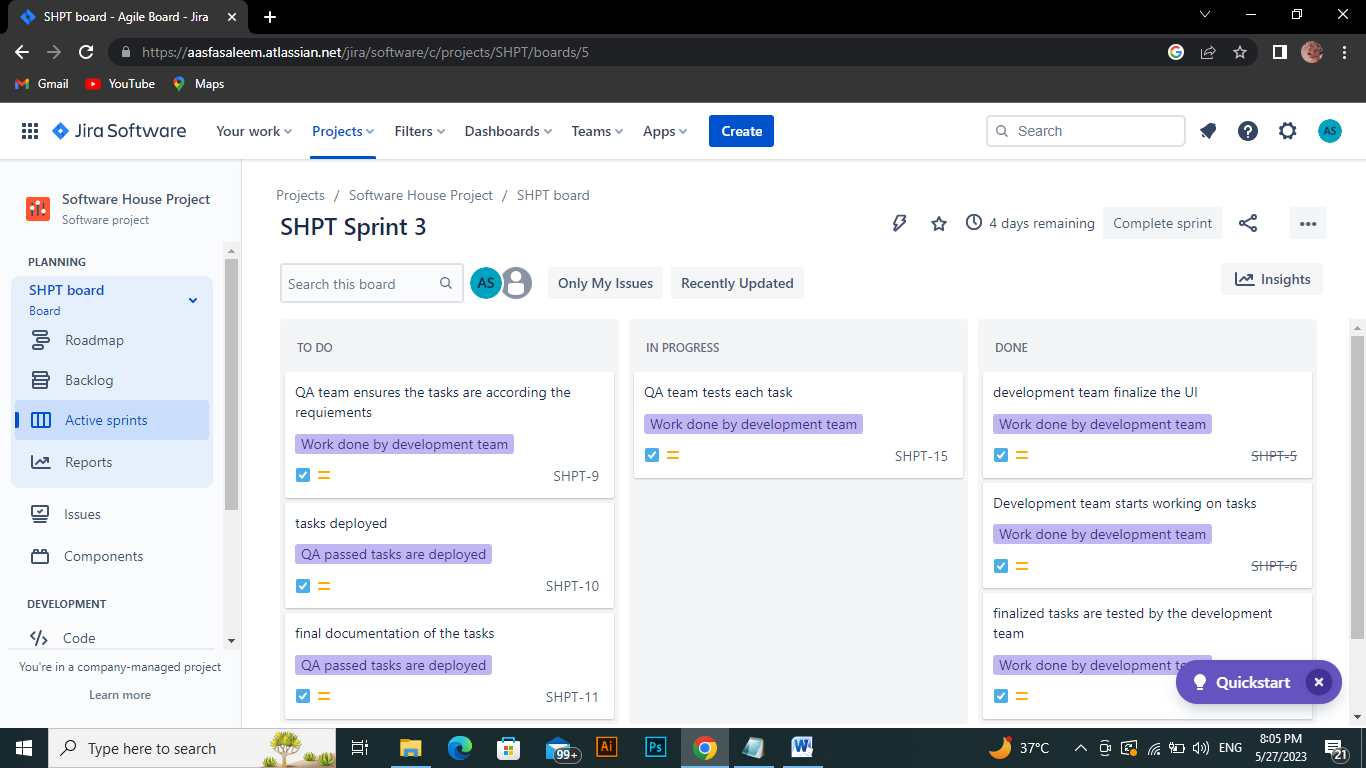 SHPT board - Agile Board - Jira
https://aasfasaleem.atlassian.net/jira/software/c/projects/SHPT/boards/5
Gmail
YouTube
Maps
Jira Software
Your work
Projects
Filters
Dashboards
Teams
Apps
Create
Search
AS
Software House Project
Software project
PLANNING
SHPT board
Board
Roadmap
Backlog
Active sprints
Reports
Issues
Components
DEVELOPMENT
Code
You're in a company-managed project
Learn more
Projects / Software House Project / SHPT board
SHPT Sprint 3
4 days remaining
Complete sprint
Search this board
AS
Only My Issues
Recently Updated
Insights
TO DO
QA team ensures the tasks are according the
requiements
Work done by development team
SHPT-9
tasks deployed
QA passed tasks are deployed
SHPT-10
final documentation of the tasks
QA passed tasks are deployed
SHPT-11
IN PROGRESS
QA team tests each task
Work done by development team
SHPT-15
DONE
development team finalize the UI
Work done by development team
SHPT-5
Development team starts working on tasks
Work done by development team
SHPT-6
finalized tasks are tested by the development
team
Work done by development
Quickstart
Type here to search
99+
Ai
Ps
W
37°C
ENG
8:05 PM
5/27/2023
21